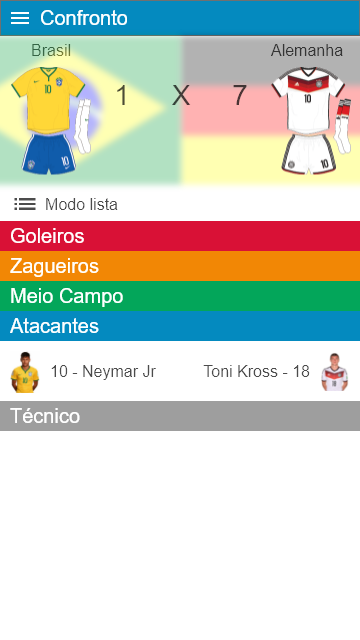 Confronto
Brasil
Alemanha
1 X 7
10
10
10
Modo lista
Goleiros
Zagueiros
Meio Campo
Atacantes
10 - Neymar Jr
Toni Kross - 18
Técnico